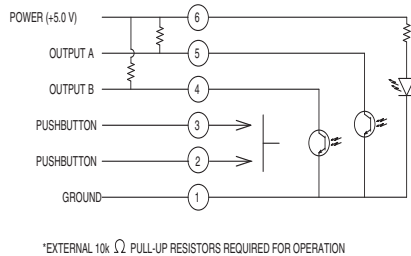 POWER (+5.0 V) 6
OUTPUT A 5
OUTPUT B 4
PUSHBUTTON 3
PUSHBUTTON 2
GROUND 1
*EXTERNAL 10k Ω PULL-UP RESISTORS REQUIRED FOR OPERATION